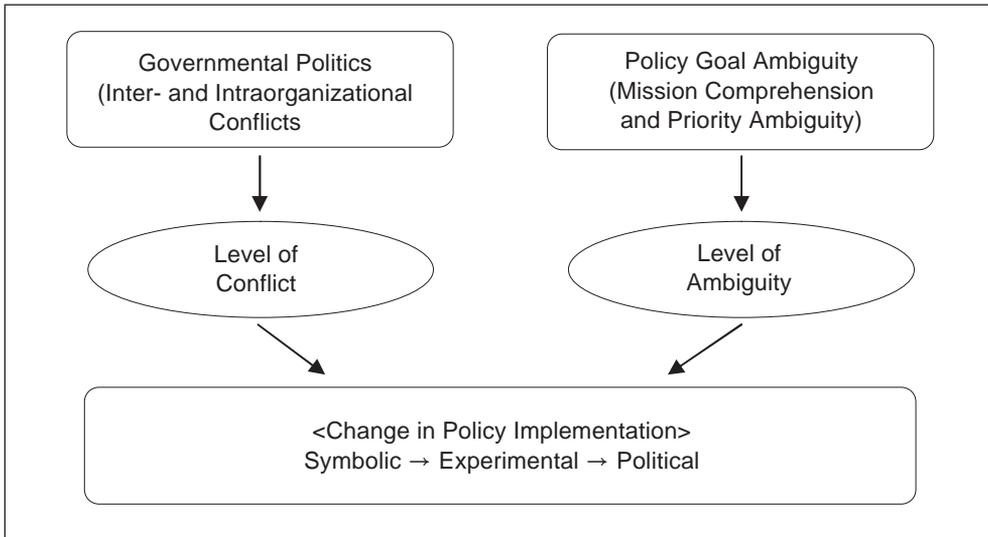 Governmental Politics
(Inter- and Intraorganizational
Conflicts
Policy Goal Ambiguity
(Mission Comprehension
and Priority Ambiguity)
Level of
Conflict
Level of
Ambiguity
<Change in Policy Implementation>
Symbolic → Experimental → Political